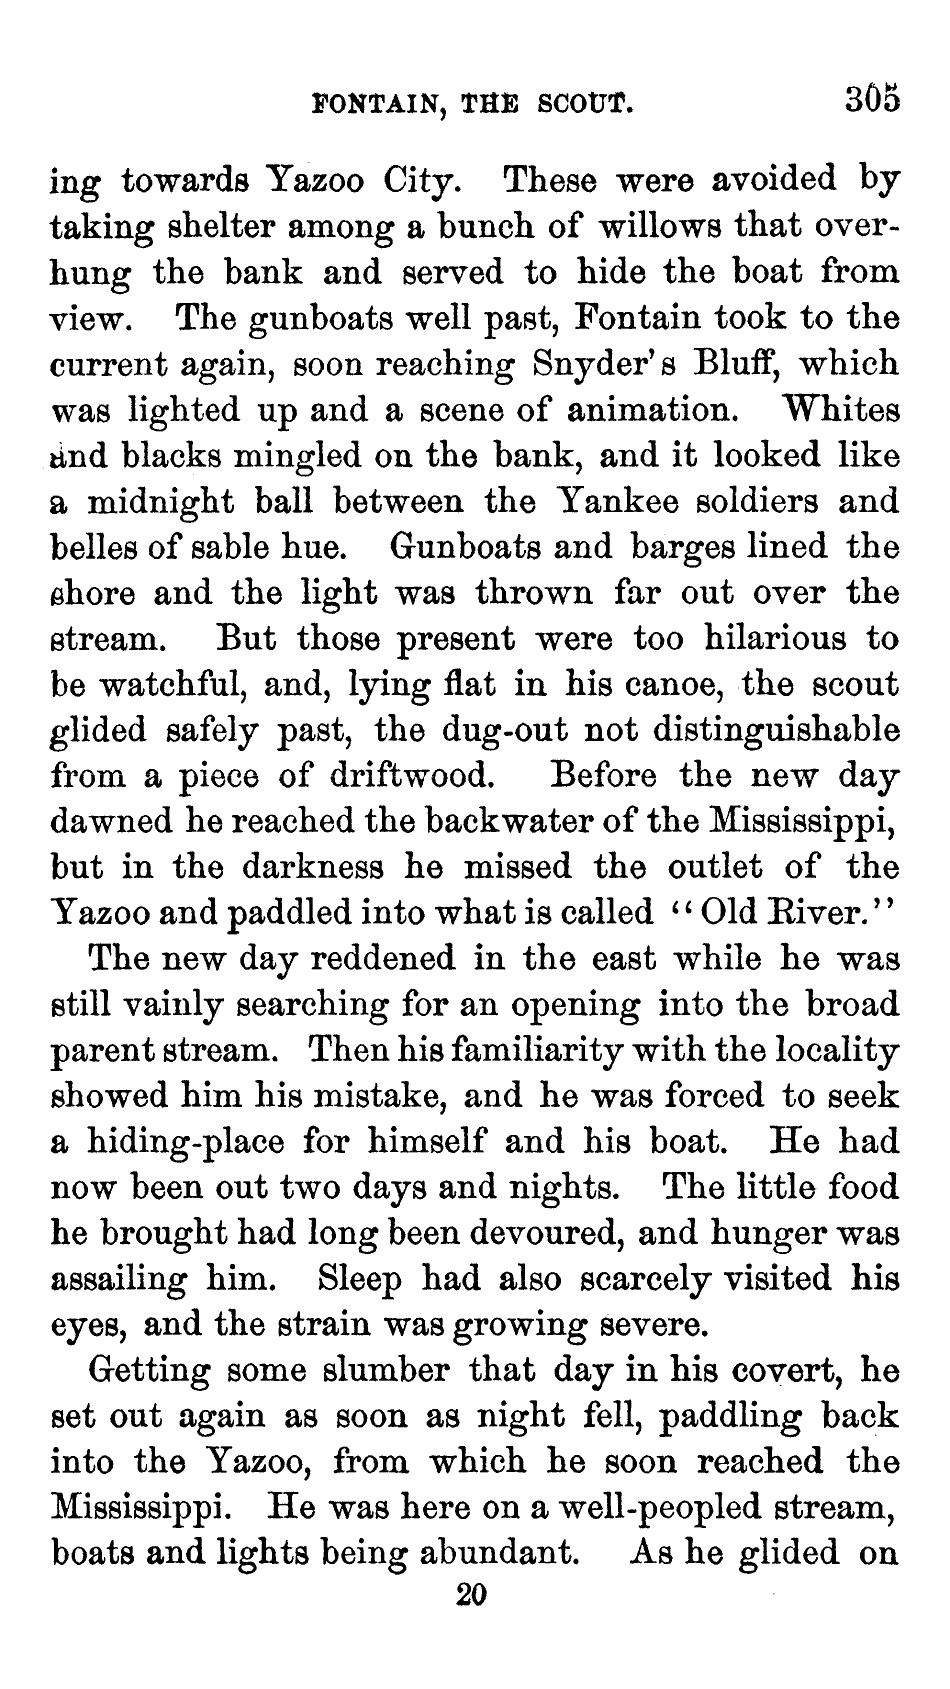 FONTAIN, THE SCOUT. 305
ing towards Yazoo City. These were avoided by
taking shelter among a bunch of willows that over-
hung the bank and served to hide the boat from
view. The gunboats well past, Fontain took to the
current again, soon reaching Snyder's Bluff, which
was lighted up and a scene of animation. Whites
and blacks mingled on the bank, and it looked like
a midnight ball between the Yankee soldiers and
belles of sable hue. Gunboats and barges lined the
shore and the light was thrown far out over the
stream. But those present were too hilarious to
be watchful, and, lying flat in his canoe, the scout
glided safely past, the dug-out not distinguishable
from a piece of driftwood. Before the new day
dawned he reached the backwater of the Mississippi,
but in the darkness he missed the outlet of the
Yazoo and paddled into what is called "Old River."
The new day reddened in the east while he was
still vainly searching for an opening into the broad
parent stream. Then his familiarity with the locality
showed him his mistake, and he was forced to seek
a hiding-place for himself and his boat. He had
now been out two days and nights. The little food
he brought had long been devoured, and hunger was
assailing him. Sleep had also scarcely visited his
eyes, and the strain was growing severe.
Getting some slumber that day in his covert, he
set out again as soon as night fell, paddling back
into the Yazoo, from which he soon reached the
Mississippi. He was here on a well-peopled stream,
boats and lights being abundant. As he glided on
20